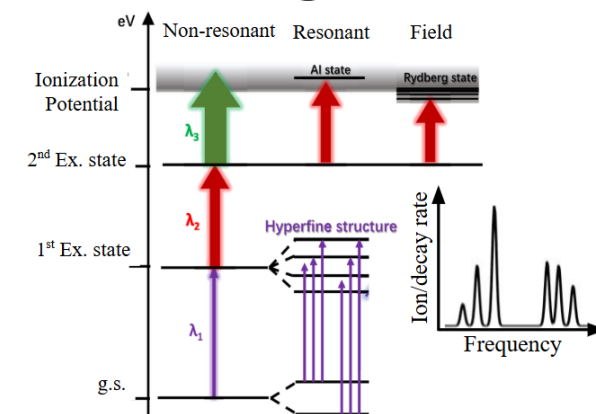 eV
Non-resonant Resonant Field
AI state
Rydberg state
Ionization
Potential
λ3
2nd Ex. state
λ2
Hyperfine structure
1st Ex. state
λ1
g.s.
Ion/decay rate
Frequency